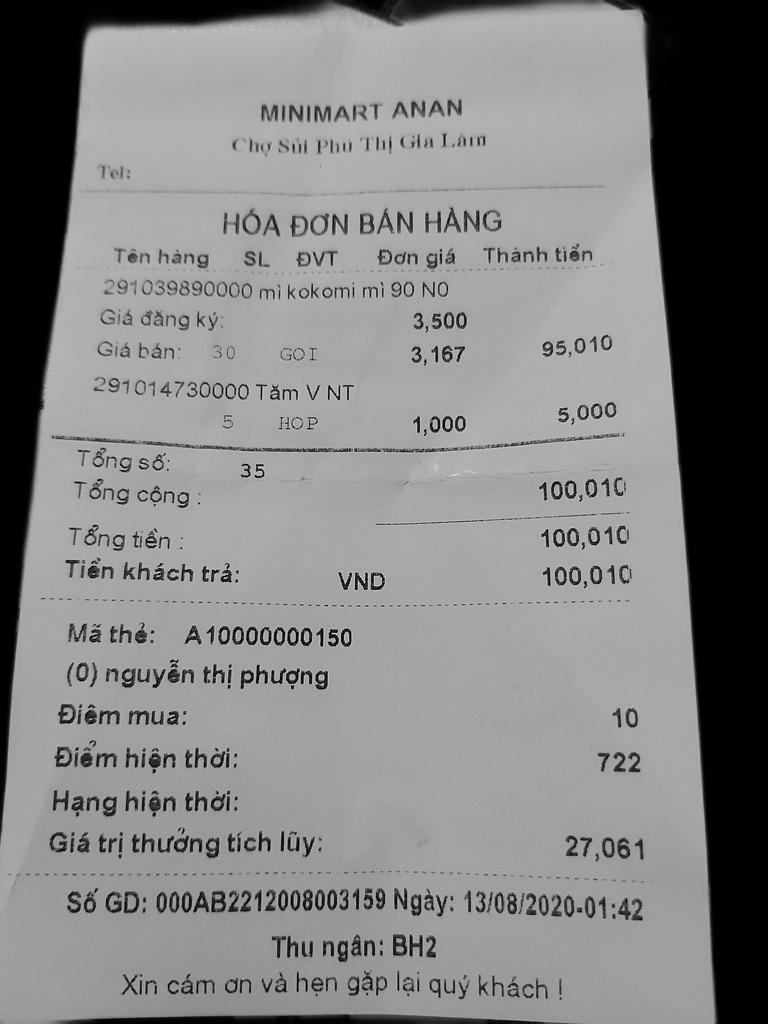 MINIMART ANAN
Chợ Sủi Phú Thị Gia Lâm
Tel:
HÓA ĐƠN BÁN HÀNG
Tên hàng SL ĐVT Đơn giá Thành tiền
291039890000 mì kokomi mì 90 N0
Giá đăng ký: 3,500
Giá bán: 30 GOI 3,167 95,010
291014730000 Tăm V NT
5 HOP 1,000 5,000
Tổng số: 35
Tổng cộng : 100,010
Tổng tiền : 100,010
Tiền khách trả: VND 100,010
Mã thẻ: A10000000150
(0) nguyễn thị phượng
Điêm mua: 10
Điểm hiện thời: 722
Hạng hiện thời:
Giá trị thưởng tích lũy: 27,061
Số GD: 000AB2212008003159 Ngày: 13/08/2020-01:42
Thu ngân: BH2
Xin cám ơn và hẹn gặp lại quý khách !